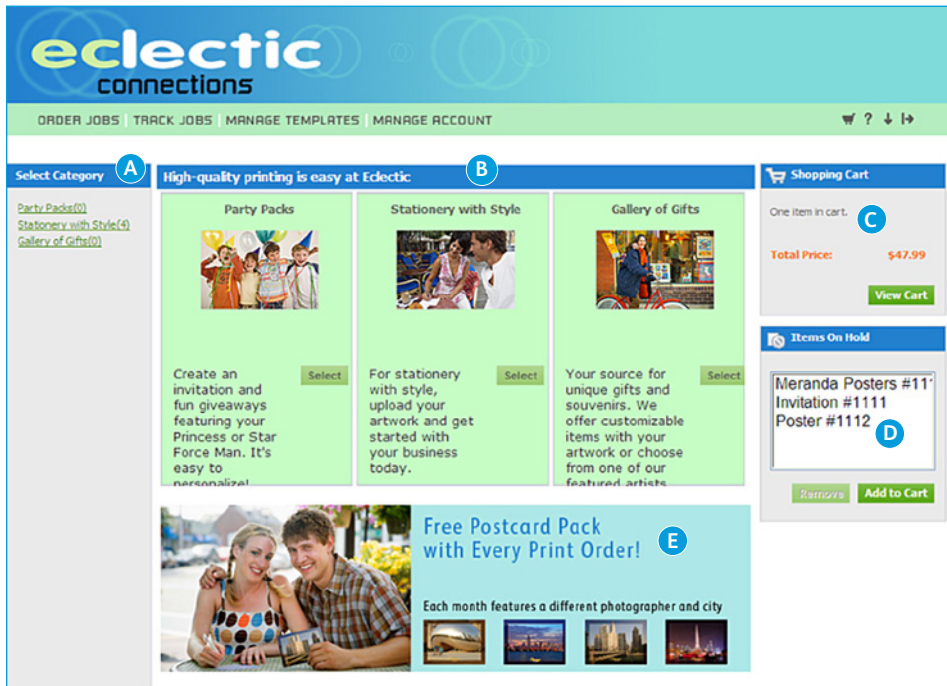 eclectic
connections
ORDER JOBS | TRACK JOBS | MANAGE TEMPLATES | MANAGE ACCOUNT
?
Select Category
A
Party Packs(0)
Stationery with Style(4)
Gallery of Gifts(0)
High-quality printing is easy at Eclectic
B
Party Packs
Create an
invitation and
fun giveaways
featuring your
Princess or Star
Force Man. It's
easy to
personalize!
Select
Stationery with Style
For stationery
with style,
upload your
artwork and get
started with
your business
today.
Select
Gallery of Gifts
Your source for
unique gifts and
souvenirs. We
offer customizable
items with your
artwork or choose
from one of our
featured artists
Select
Free Postcard Pack
with Every Print Order!
E
Each month features a different photographer and city
Shopping Cart
One item in cart.
C
Total Price: $47.99
View Cart
Items On Hold
Meranda Posters #11
Invitation #1111
Poster #1112
D
Remove
Add to Cart